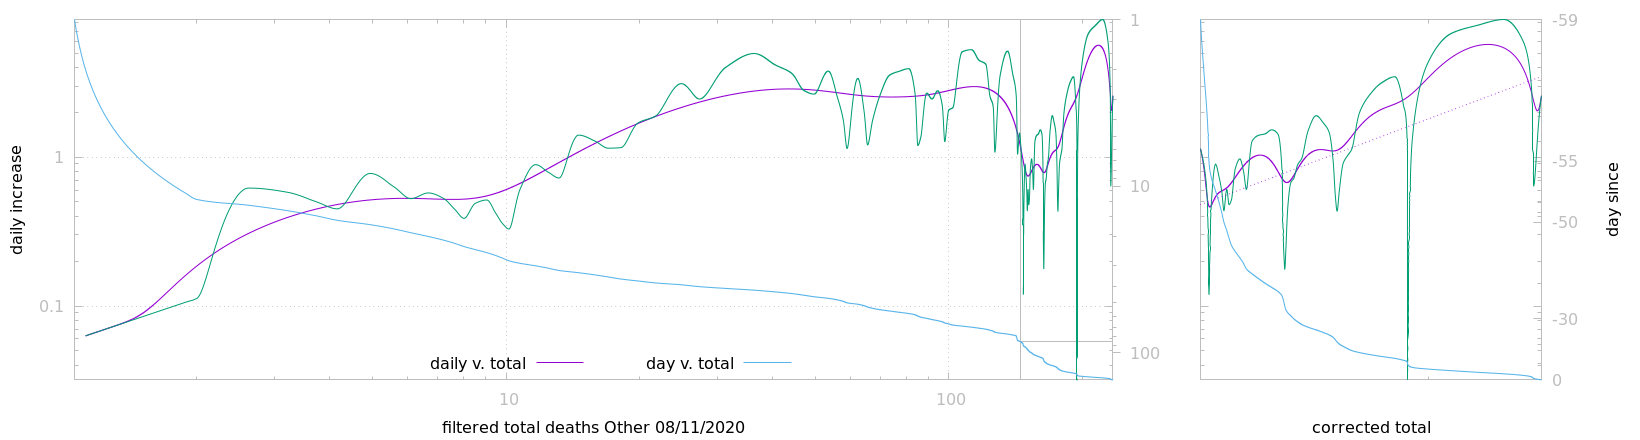 daily increase
1
0.1
10
100
daily v. total
day v. total
filtered total deaths Other 08/11/2020
1
10
100
-59
-55
-50
-30
0
day since
corrected total